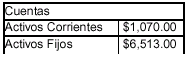 Cuentas
Activos Corrientes $1,070.00
Activos Fijos $6,513.00